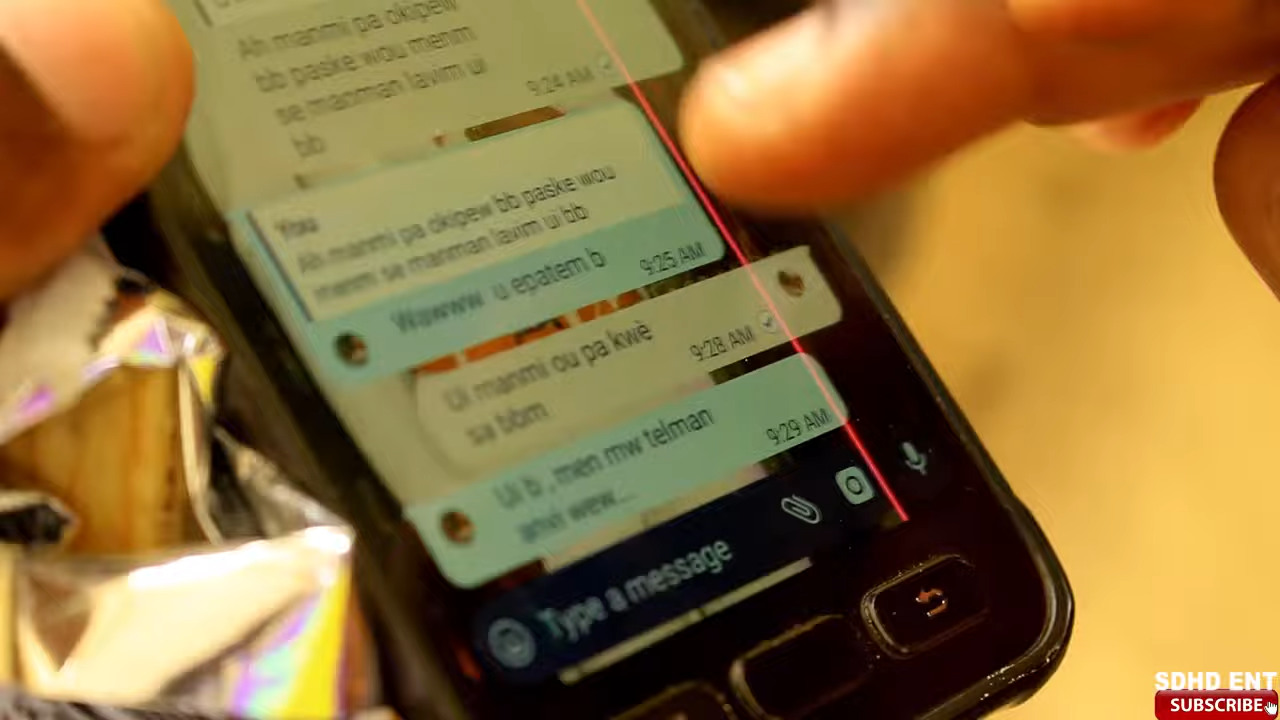 Ah manmi pa okipew
bb paske wou menm
se manman lavim ui
bb
9:24 AM
You
Ah manmi pa okipew bb paske wou
menm se manman lavim ui bb
Wawww u epatem b
9:25 AM
Ui manmi ou pa kwè
sa bbm
9:28 AM
Ui b, men mw telman
anvi wew...
9:29 AM
Type a message
SDHD ENT
SUBSCRIBE